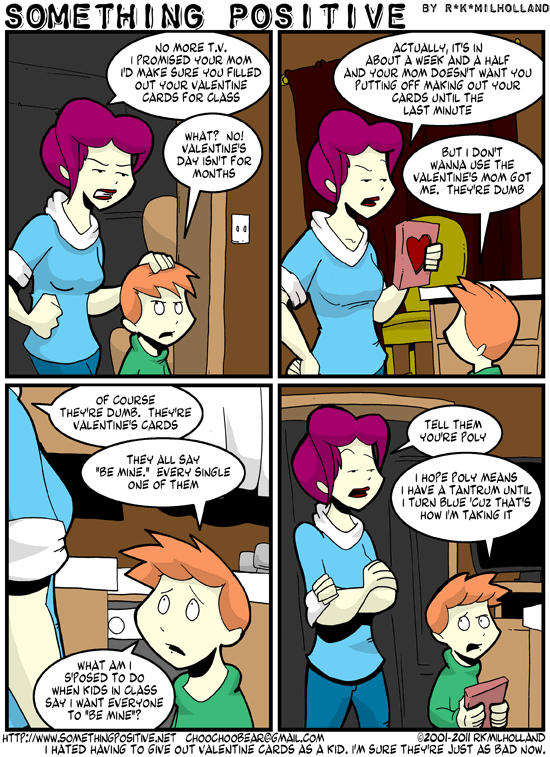 SOMETHING POSITIVE BY R*K*MILHOLLAND
NO MORE T.V.
I PROMISED YOUR MOM
I'D MAKE SURE YOU FILLED
OUT YOUR VALENTINE
CARDS FOR CLASS
WHAT? NO!
VALENTINE'S
DAY ISN'T FOR
MONTHS
ACTUALLY, IT'S IN
ABOUT A WEEK AND A HALF
AND YOUR MOM DOESN'T WANT YOU
PUTTING OFF MAKING OUT YOUR
CARDS UNTIL THE
LAST MINUTE
BUT I DON'T
WANNA USE THE
VALENTINE'S MOM GOT
ME. THEY'RE DUMB
OF COURSE
THEY'RE DUMB. THEY'RE
VALENTINE'S CARDS
THEY ALL SAY
"BE MINE." EVERY SINGLE
ONE OF THEM
WHAT AM I
S'POSED TO DO
WHEN KIDS IN CLASS
SAY I WANT EVERYONE
TO "BE MINE"?
TELL THEM
YOU'RE POLY
I HOPE POLY MEANS
I HAVE A TANTRUM UNTIL
I TURN BLUE 'CUZ THAT'S
HOW I'M TAKING IT
HTTP://WWW.SOMETHINGPOSITIVE.NET CHOOCHOOBEAR@GMAIL.COM ©2001-2011 RKMILHOLLAND
I HATED HAVING TO GIVE OUT VALENTINE CARDS AS A KID. I'M SURE THEY'RE JUST AS BAD NOW.